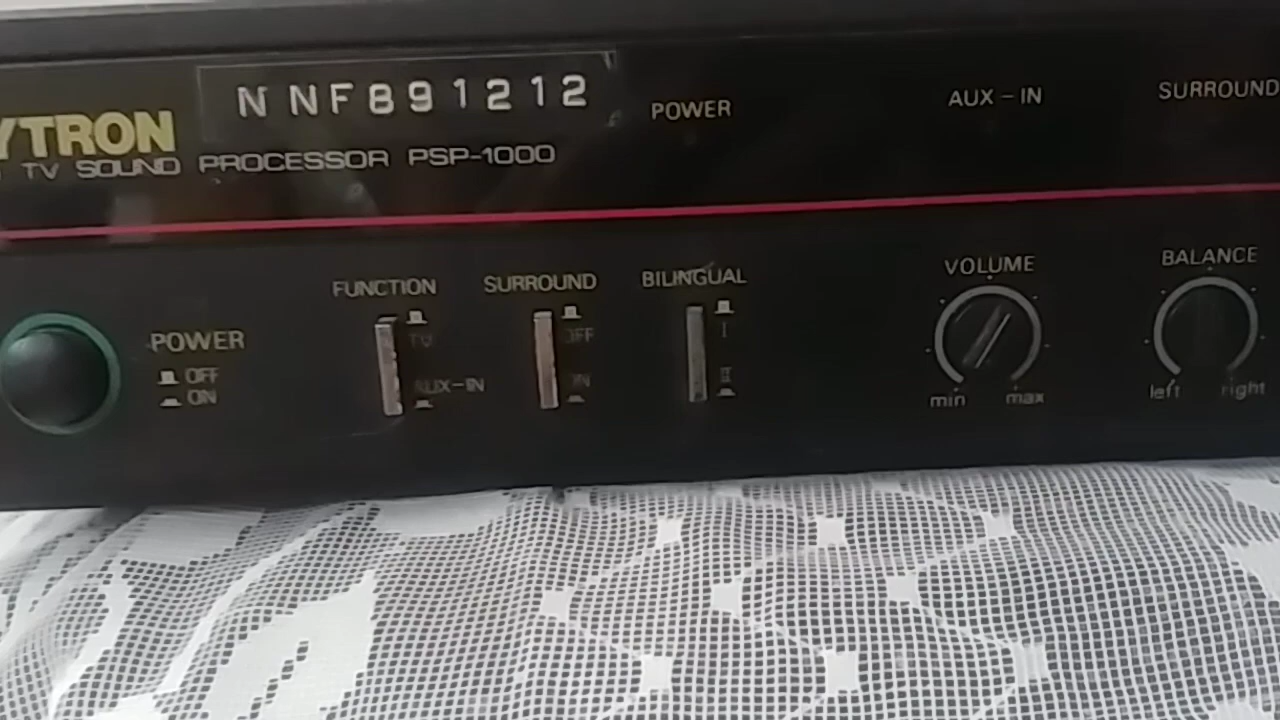 NNF891212
YTRON
TV SOUND PROCESSOR PSP-1000
POWER
AUX-IN
SURROUND
POWER
OFF
ON
FUNCTION
TV
AUX-IN
SURROUND
OFF
IN
BILINGUAL
I
II
VOLUME
min max
BALANCE
left right